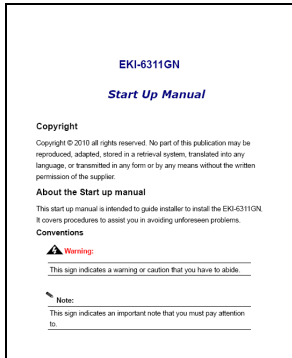 EKI-6311GN
Start Up Manual
Copyright
Copyright © 2010 all rights reserved. No part of this publication may be
reproduced, adapted, stored in a retrieval system, translated into any
language, or transmitted in any form or by any means without the written
permission of the supplier.
About the Start up manual
This start up manual is intended to guide installer to install the EKI-6311GN.
It covers procedures to assist you in avoiding unforeseen problems.
Conventions
Warning:
This sign indicates a warning or caution that you have to abide.
Note:
This sign indicates an important note that you must pay attention
to.